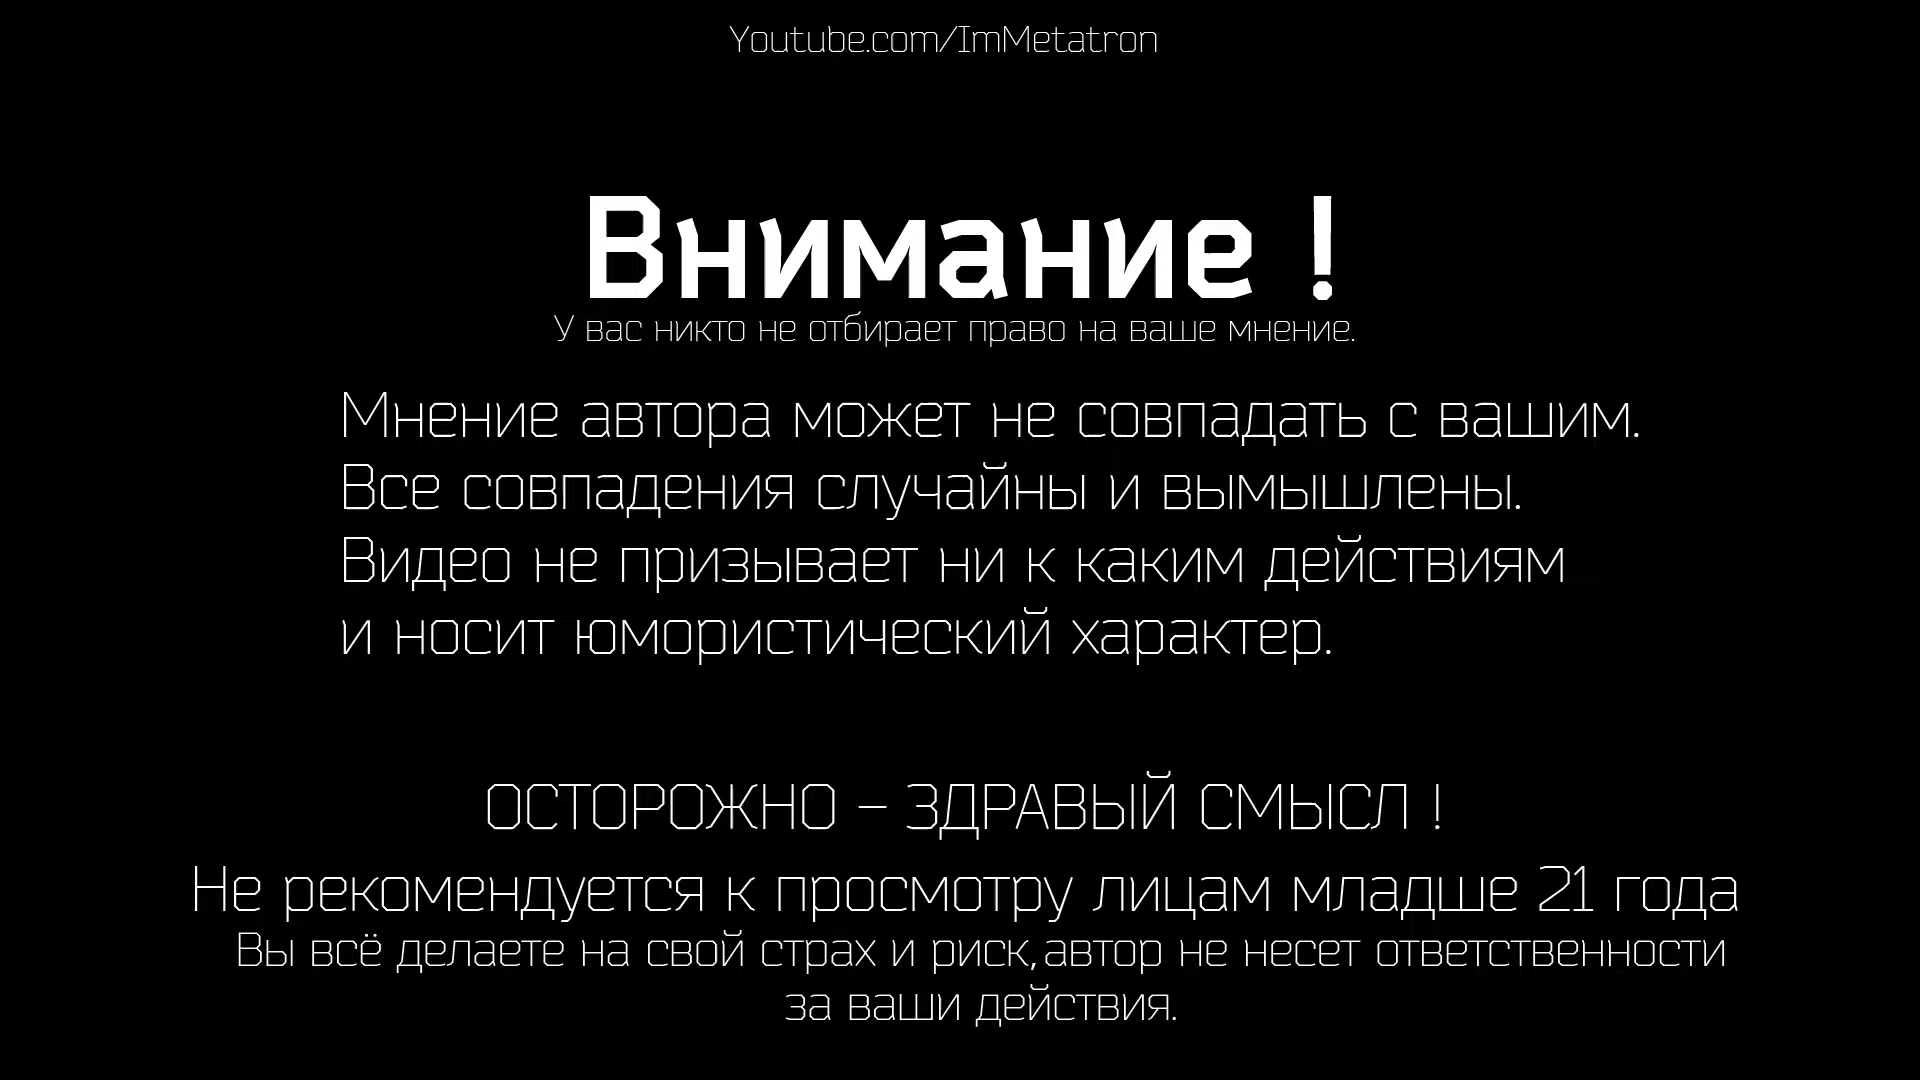 Youtube.com/ImMetatron
Внимание !
У вас никто не отбирает право на ваше мнение.
Мнение автора может не совпадать с вашим.
Все совпадения случайны и вымышлены.
Видео не призывает ни к каким действиям
и носит юмористический характер.
ОСТОРОЖНО – ЗДРАВЫЙ СМЫСЛ !
Не рекомендуется к просмотру лицам младше 21 года
Вы всё делаете на свой страх и риск,автор не несет ответственности
за ваши действия.